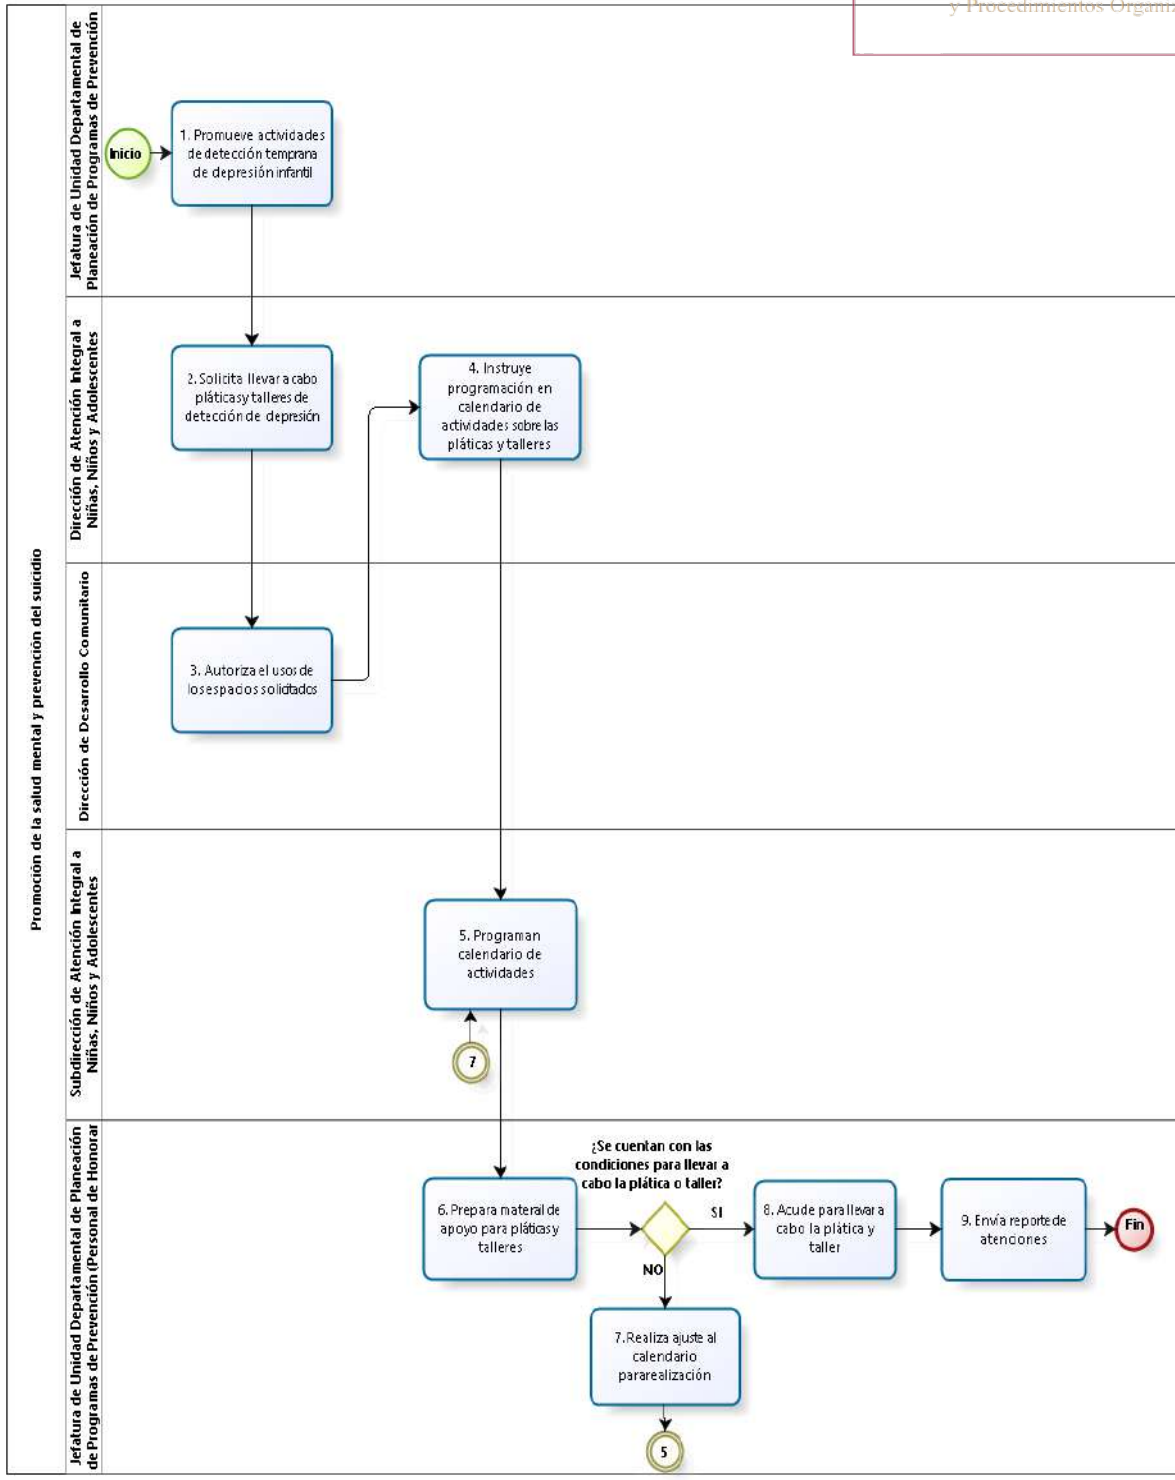 y Procedimientos Organiz
Promoción de la salud mental y prevención del suicidio
Jefatura de Unidad Departamental de
Planeación de Programas de Prevención
Inicio
1. Promueve actividades
de detección temprana
de depresión infantil
Dirección de Atención Integral a
Niñas, Niños y Adolescentes
2. Solicita llevar a cabo
pláticas y talleres de
detección de depresión
4. Instruye
programación en
calendario de
actividades sobre las
pláticas y talleres
Dirección de Desarrollo Comunitario
3. Autoriza el usos de
los espacios solicitados
Subdirección de Atención Integral a
Niñas, Niños y Adolescentes
5. Programan
calendario de
actividades
7
Jefatura de Unidad Departamental de Planeación
de Programas de Prevención (Personal de Honorar
6. Prepara materal de
apoyo para pláticas y
talleres
¿Se cuentan con las
condiciones para llevar a
cabo la plática o taller?
SI
NO
8. Acude para llevar a
cabo la plática y
taller
9. Envía reporte de
atenciones
Fin
7. Realiza ajuste al
calendario
para realización
5